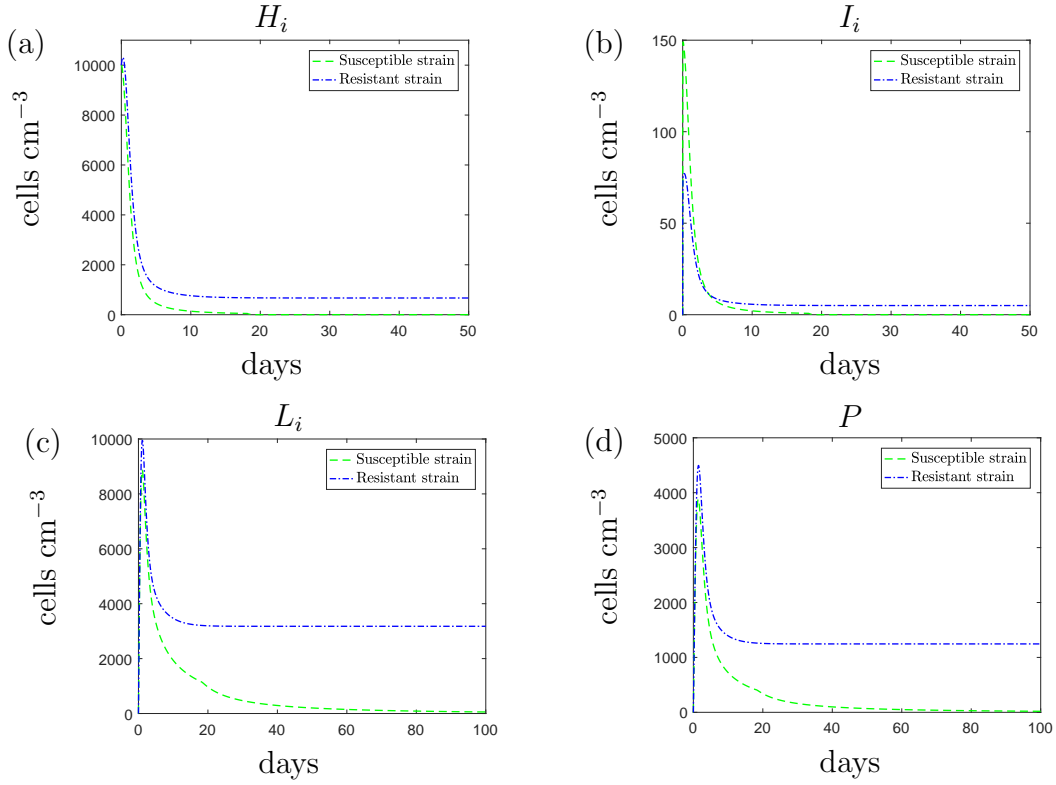 (a)
H_i
cells cm⁻³
10000
8000
6000
4000
2000
0
Susceptible strain
Resistant strain
0 10 20 30 40 50
days
(b)
I_i
cells cm⁻³
150
100
50
0
Susceptible strain
Resistant strain
0 10 20 30 40 50
days
(c)
L_i
cells cm⁻³
10000
8000
6000
4000
2000
0
Susceptible strain
Resistant strain
0 20 40 60 80 100
days
(d)
P
cells cm⁻³
5000
4000
3000
2000
1000
0
Susceptible strain
Resistant strain
0 20 40 60 80 100
days